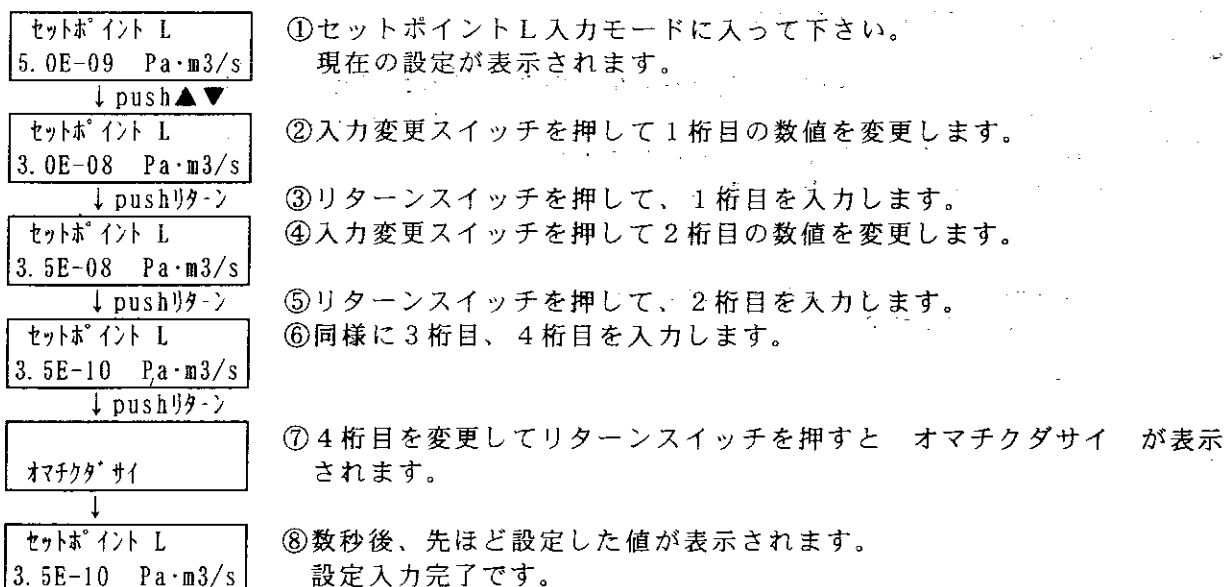 セットポイント L
5.0E-09 Pa·m3/s
①セットポイントL入力モードに入って下さい。
現在の設定が表示されます。
↓ push▲▼
セットポイント L
3.0E-08 Pa·m3/s
②入力変更スイッチを押して1桁目の数値を変更します。
↓ pushリターン
③リターンスイッチを押して、1桁目を入力します。
セットポイント L
3.5E-08 Pa·m3/s
④入力変更スイッチを押して2桁目の数値を変更します。
↓ pushリターン
⑤リターンスイッチを押して、2桁目を入力します。
セットポイント L
3.5E-10 Pa·m3/s
⑥同様に3桁目、4桁目を入力します。
↓ pushリターン
オマチクダサイ
⑦4桁目を変更してリターンスイッチを押すと オマチクダサイ が表示
されます。
↓
セットポイント L
3.5E-10 Pa·m3/s
⑧数秒後、先ほど設定した値が表示されます。
設定入力完了です。